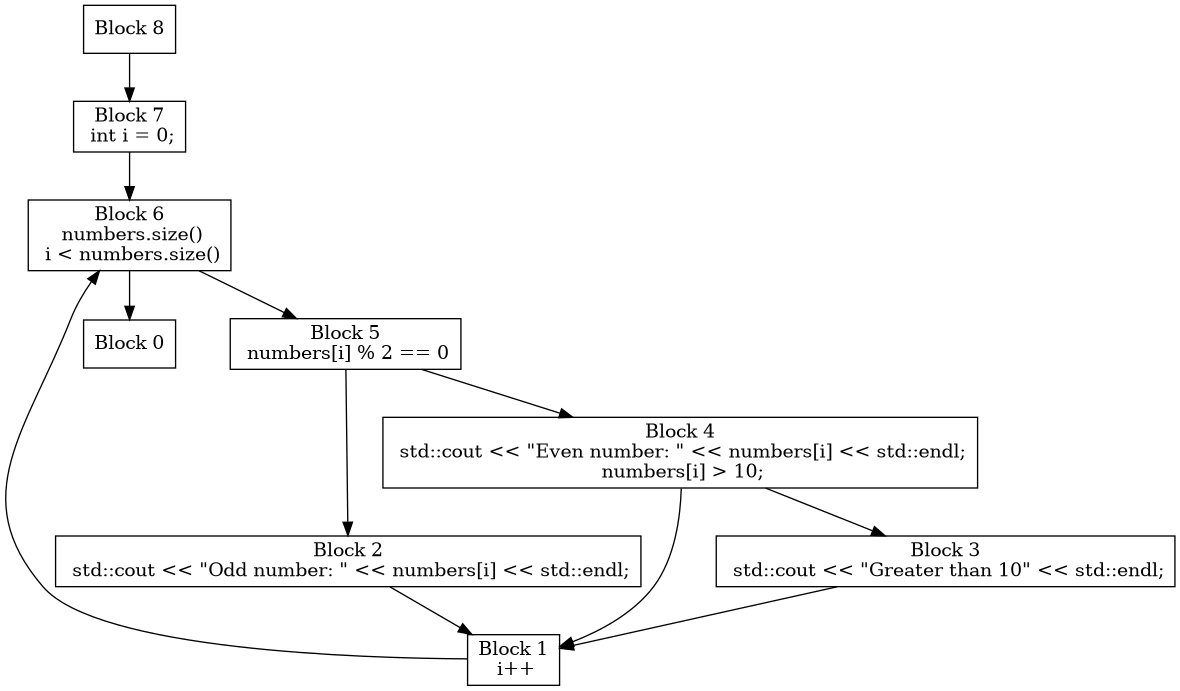 Block 8
Block 7
int i = 0;
Block 6
numbers.size()
i < numbers.size()
Block 0
Block 5
numbers[i] % 2 == 0
Block 4
std::cout << "Even number: " << numbers[i] << std::endl;
numbers[i] > 10;
Block 2
std::cout << "Odd number: " << numbers[i] << std::endl;
Block 3
std::cout << "Greater than 10" << std::endl;
Block 1
i++